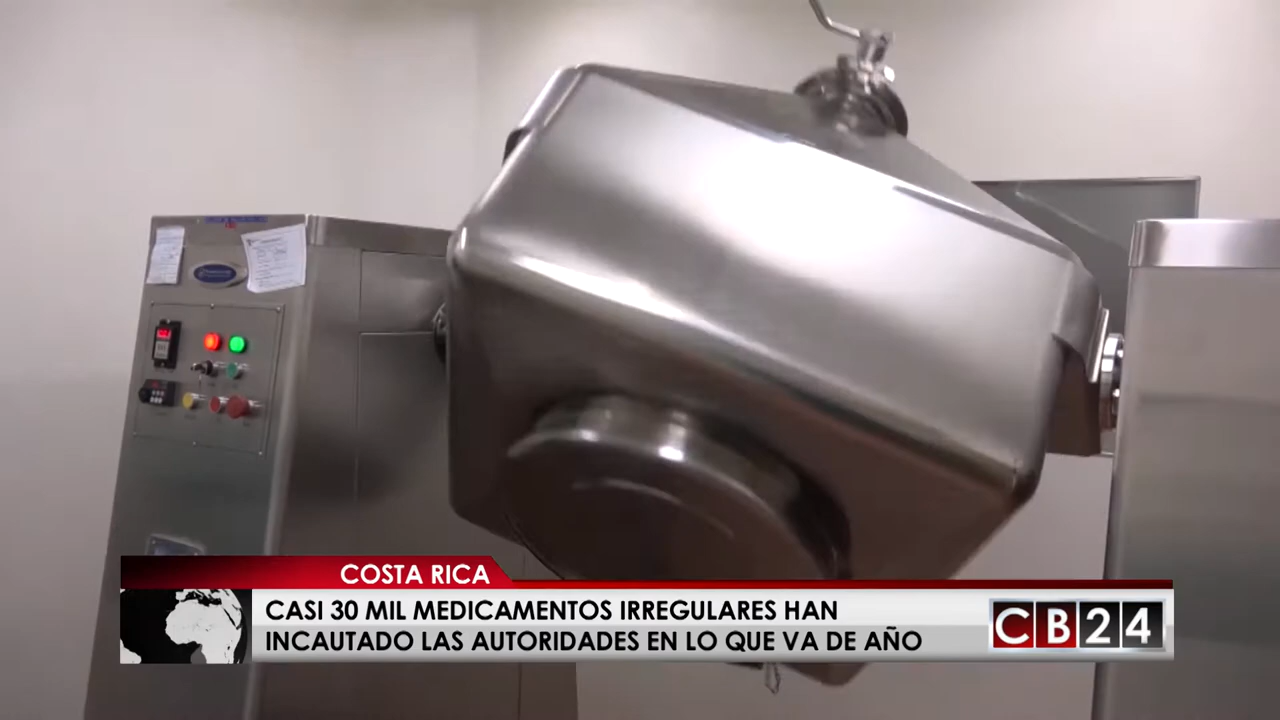 COSTA RICA
CASI 30 MIL MEDICAMENTOS IRREGULARES HAN
INCAUTADO LAS AUTORIDADES EN LO QUE VA DE AÑO
CB24